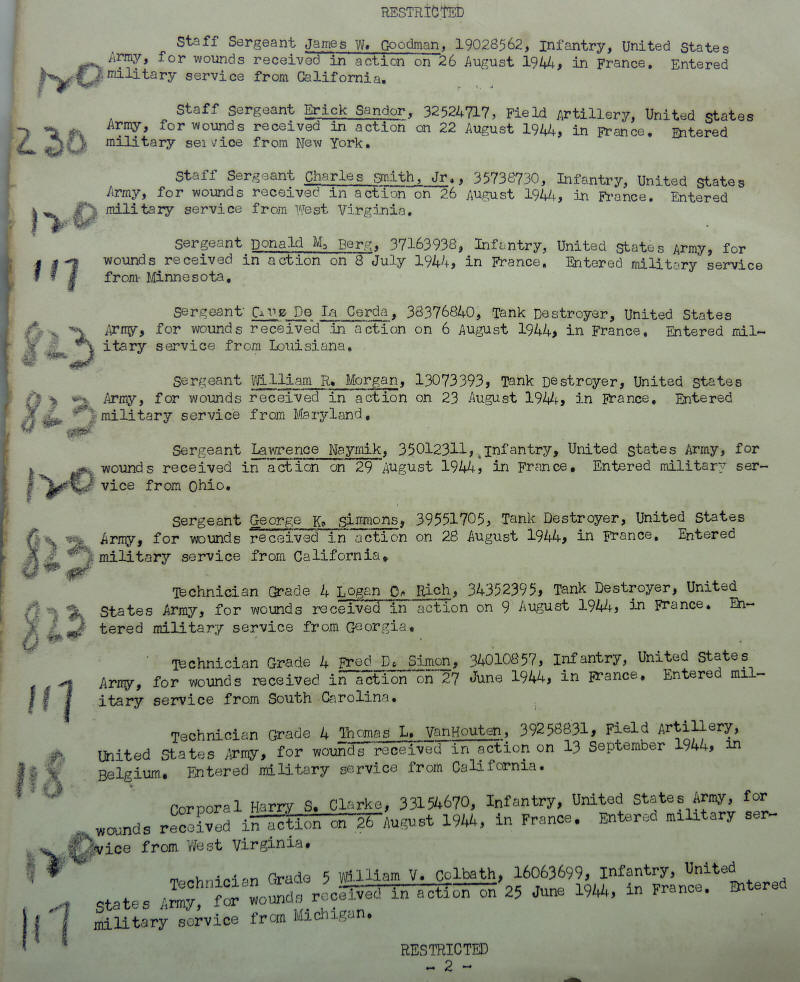 RESTRICTED
Staff Sergeant James W. Goodman, 19028562, Infantry, United States
Army, for wounds received in action on 26 August 1944, in France. Entered
120 military service from California.
Staff Sergeant Erick Sandor, 32524717, Field Artillery, United States
230 Army, for wounds received in action on 22 August 1944, in France. Entered
military service from New York.
Staff Sergeant Charles Smith, Jr., 35738730, Infantry, United States
Army, for wounds received in action on 26 August 1944, in France. Entered
120 military service from West Virginia.
Sergeant Donald M. Berg, 37163938, Infantry, United States Army, for
117 wounds received in action on 8 July 1944, in France. Entered military service
from Minnesota.
Sergeant De La Cerda, 38376840, Tank Destroyer, United States
823 Army, for wounds received in action on 6 August 1944, in France. Entered mil-
itary service from Louisiana.
Sergeant William R. Morgan, 13073393, Tank Destroyer, United States
823 Army, for wounds received in action on 23 August 1944, in France. Entered
military service from Maryland.
Sergeant Lawrence Naymik, 35012311, Infantry, United States Army, for
wounds received in action on 29 August 1944, in France. Entered military ser-
120 vice from Ohio.
Sergeant George K. Simmons, 39551705, Tank Destroyer, United States
823 Army, for wounds received in action on 28 August 1944, in France. Entered
military service from California.
Technician Grade 4 Logan C. Rich, 34352395, Tank Destroyer, United
823 States Army, for wounds received in action on 9 August 1944, in France. En-
tered military service from Georgia.
Technician Grade 4 Fred D. Simon, 34010857, Infantry, United States
117 Army, for wounds received in action on 27 June 1944, in France. Entered mil-
itary service from South Carolina.
Technician Grade 4 Thomas L. VanHouten, 39258831, Field Artillery,
118 United States Army, for wounds received in action on 13 September 1944, in
Belgium. Entered military service from California.
Corporal Harry S. Clarke, 33154670, Infantry, United States Army, for
wounds received in action on 26 August 1944, in France. Entered military ser-
120 vice from West Virginia.
Technician Grade 5 William V. Colbath, 16063699, Infantry, United
117 States Army, for wounds received in action on 25 June 1944, in France. Entered
military service from Michigan.
RESTRICTED
- 2 -